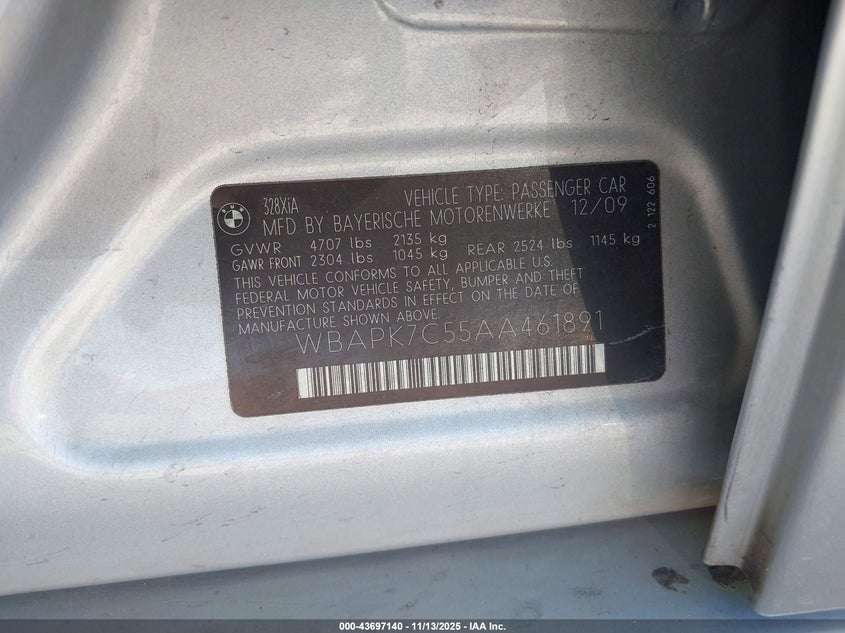 BMW
328XiA
VEHICLE TYPE: PASSENGER CAR
MFD BY BAYERISCHE MOTORENWERKE 12/09
GVWR 4707 lbs 2135 kg
GAWR FRONT 2304 lbs 1045 kg REAR 2524 lbs 1145 kg
THIS VEHICLE CONFORMS TO ALL APPLICABLE U.S.
FEDERAL MOTOR VEHICLE SAFETY, BUMPER AND THEFT
PREVENTION STANDARDS IN EFFECT ON THE DATE OF
MANUFACTURE SHOWN ABOVE.
WBAPK7C55AA461891
2 122 606
000-43697140 - 11/13/2025 - IAA Inc.